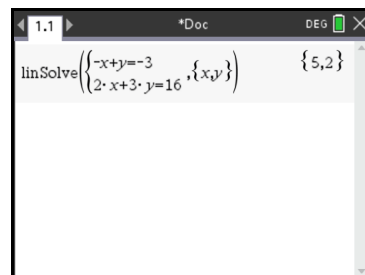 1.1 *Doc DEG
-x+y=-3
linSolve({ ,{x,y}) {5,2}
2· x+3· y=16